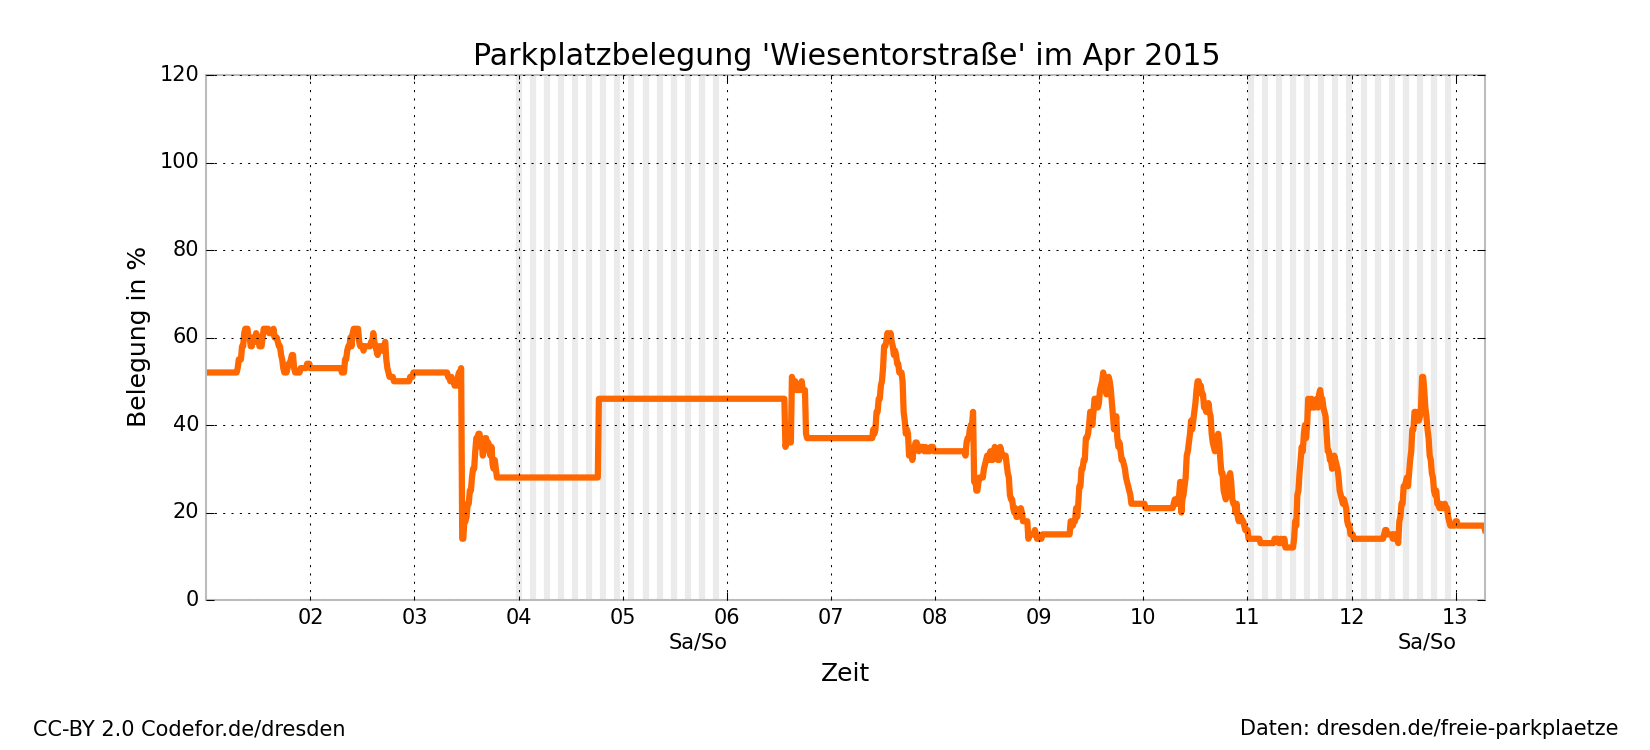 Parkplatzbelegung 'Wiesentorstraße' im Apr 2015
120
100
80
60
40
20
0
Belegung in %
02 03 04 05 06 07 08 09 10 11 12 13
Sa/So Sa/So
Zeit
CC-BY 2.0 Codefor.de/dresden
Daten: dresden.de/freie-parkplaetze